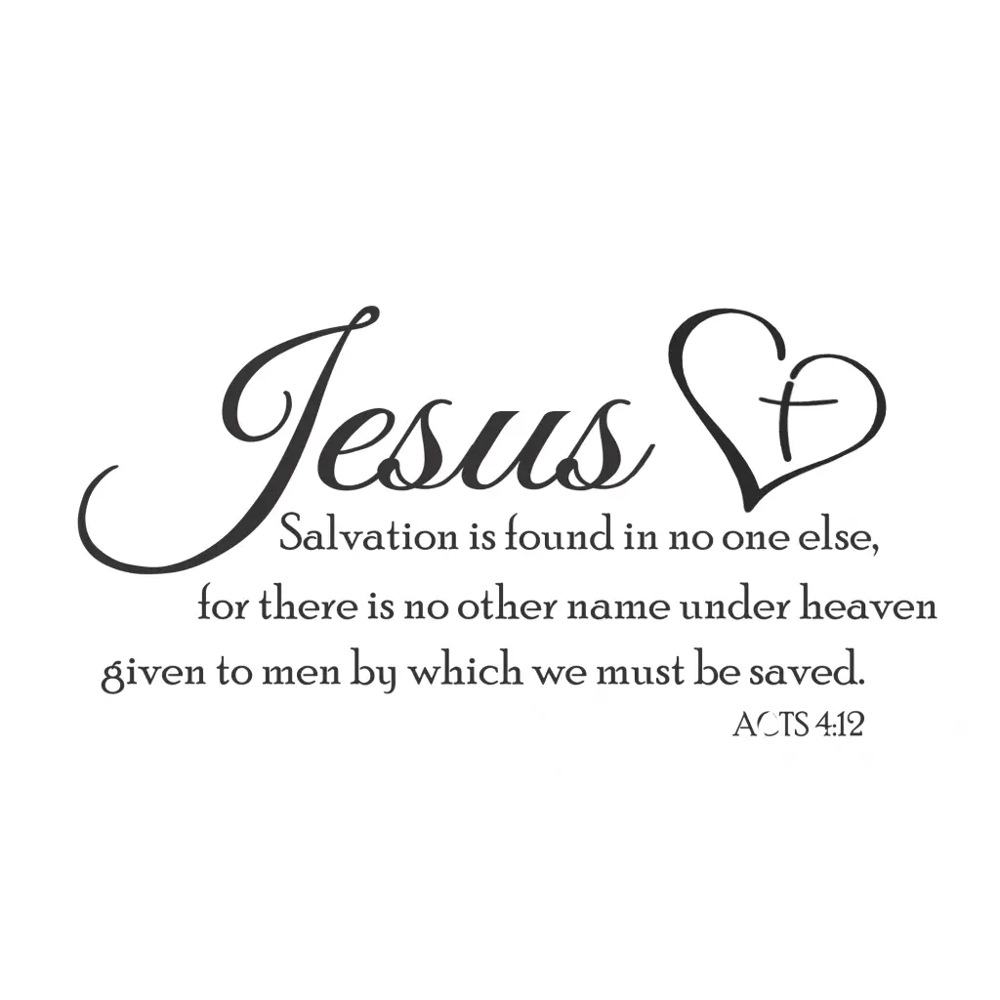 Jesus
Salvation is found in no one else,
for there is no other name under heaven
given to men by which we must be saved.
ACTS 4:12